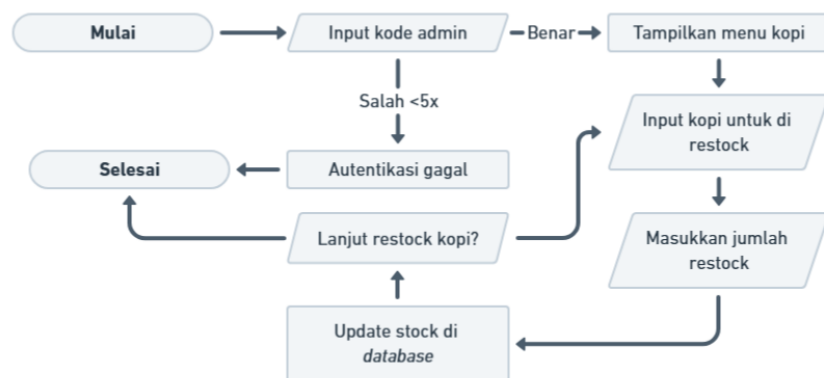 Mulai
Input kode admin
Benar
Tampilkan menu kopi
Salah <5x
Input kopi untuk di
restock
Selesai
Autentikasi gagal
Lanjut restock kopi?
Masukkan jumlah
restock
Update stock di
database